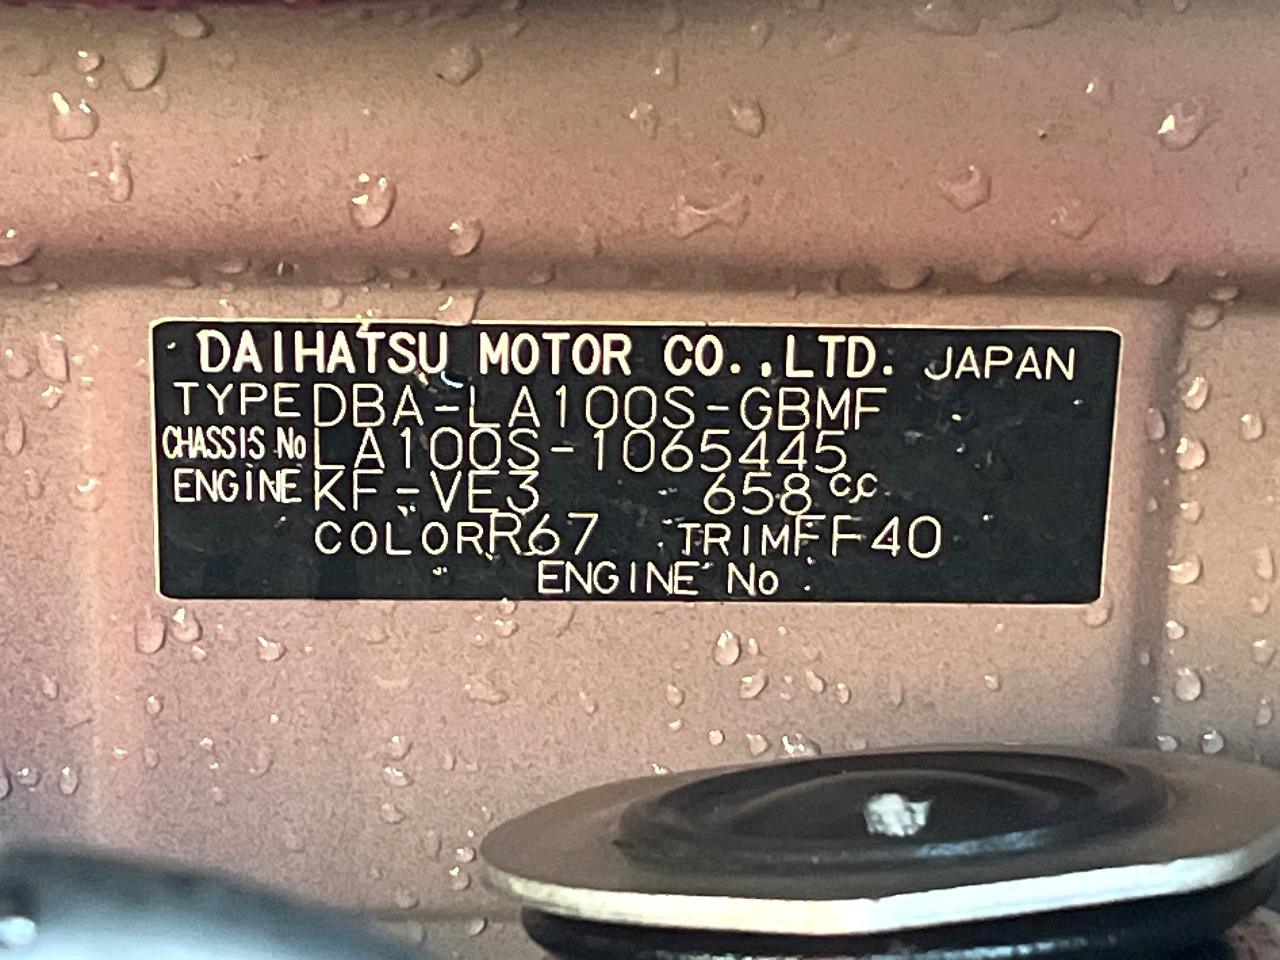 DAIHATSU MOTOR CO.,LTD. JAPAN
TYPE DBA-LA100S-GBMF
CHASSIS No LA100S-1065445
ENGINE KF-VE3 658cc
COLOR R67 TRIM FF40
ENGINE No